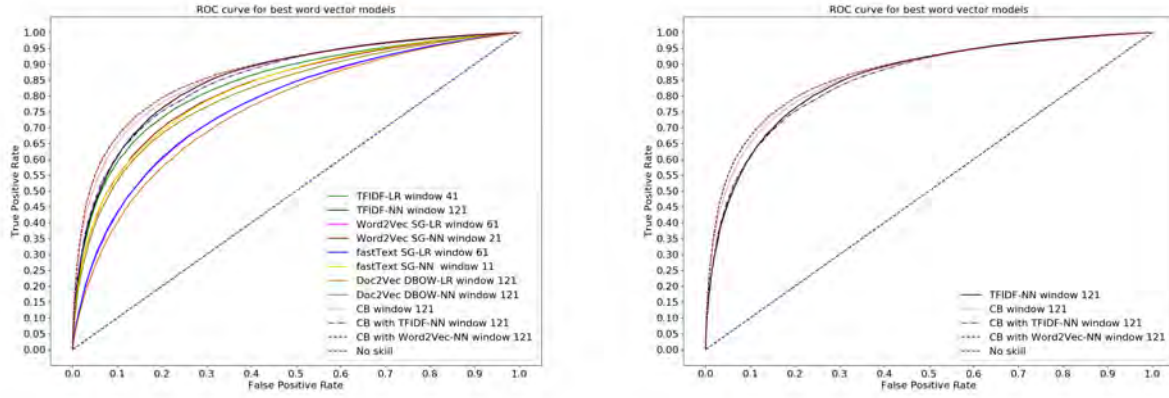 ROC curve for best word vector models
True Positive Rate
1.00
0.95
0.90
0.85
0.80
0.75
0.70
0.65
0.60
0.55
0.50
0.45
0.40
0.35
0.30
0.25
0.20
0.15
0.10
0.05
0.00
TFIDF-LR window 41
TFIDF-NN window 121
Word2Vec SG-LR window 61
Word2Vec SG-NN window 21
fastText SG-LR window 61
fastText SG-NN window 11
Doc2Vec DBOW-LR window 121
Doc2Vec DBOW-NN window 121
CB window 121
CB with TFIDF-NN window 121
CB with Word2Vec-NN window 121
No skill
0.0 0.1 0.2 0.3 0.4 0.5 0.6 0.7 0.8 0.9 1.0
False Positive Rate
ROC curve for best word vector models
True Positive Rate
1.00
0.95
0.90
0.85
0.80
0.75
0.70
0.65
0.60
0.55
0.50
0.45
0.40
0.35
0.30
0.25
0.20
0.15
0.10
0.05
0.00
TFIDF-NN window 121
CB window 121
CB with TFIDF-NN window 121
CB with Word2Vec-NN window 121
No skill
0.0 0.1 0.2 0.3 0.4 0.5 0.6 0.7 0.8 0.9 1.0
False Positive Rate